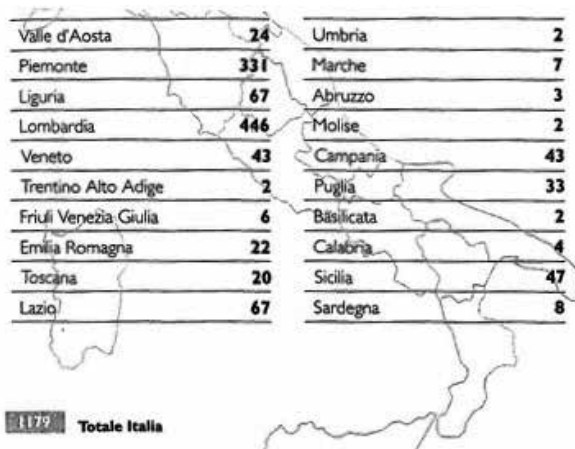 Valle d'Aosta 24
Piemonte 331
Liguria 67
Lombardia 446
Veneto 43
Trentino Alto Adige 2
Friuli Venezia Giulia 6
Emilia Romagna 22
Toscana 20
Lazio 67
Umbria 2
Marche 7
Abruzzo 3
Molise 2
Campania 43
Puglia 33
Basilicata 2
Calabria 4
Sicilia 47
Sardegna 8
1179 Totale Italia